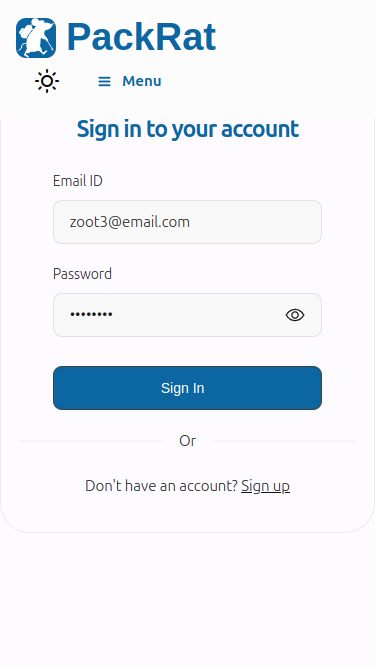 PackRat
Menu
Sign in to your account
Email ID
zoot3@email.com
Password
••••••••
Sign In
Or
Don't have an account? Sign up